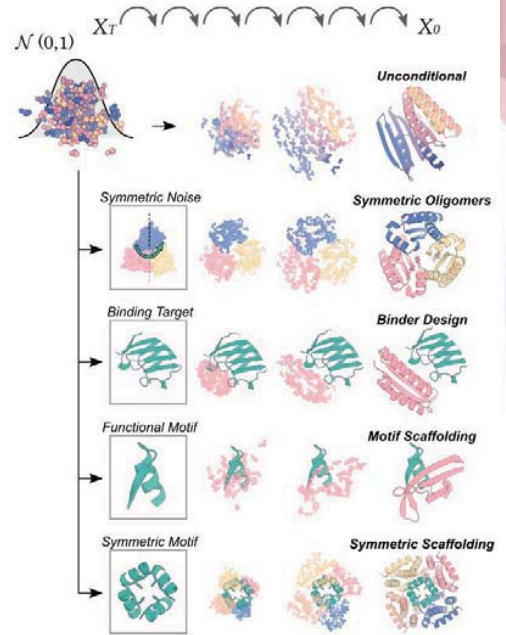 X_T X_0
𝒩 (0,1)
Unconditional
Symmetric Noise
Symmetric Oligomers
Binding Target
Binder Design
Functional Motif
Motif Scaffolding
Symmetric Motif
Symmetric Scaffolding